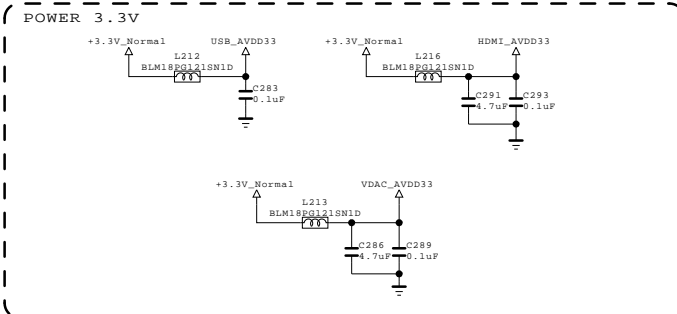 POWER 3.3V
+3.3V_Normal
USB_AVDD33
L212
BLM18PG121SN1D
C283
0.1uF
+3.3V_Normal
HDMI_AVDD33
L216
BLM18PG121SN1D
C291
4.7uF
C293
0.1uF
+3.3V_Normal
VDAC_AVDD33
L213
BLM18PG121SN1D
C286
4.7uF
C289
0.1uF